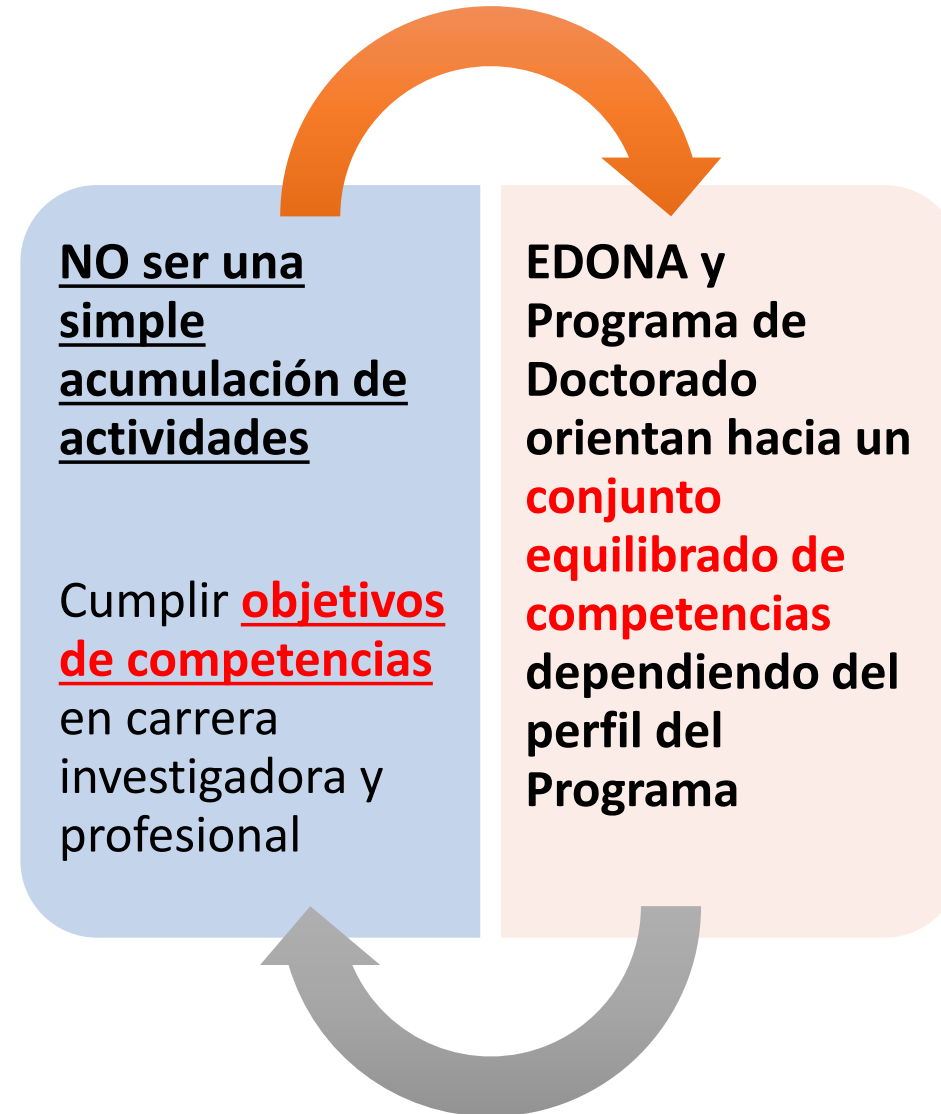 NO ser una
simple
acumulación de
actividades
Cumplir objetivos
de competencias
en carrera
investigadora y
profesional
EDONA y
Programa de
Doctorado
orientan hacia un
conjunto
equilibrado de
competencias
dependiendo del
perfil del
Programa